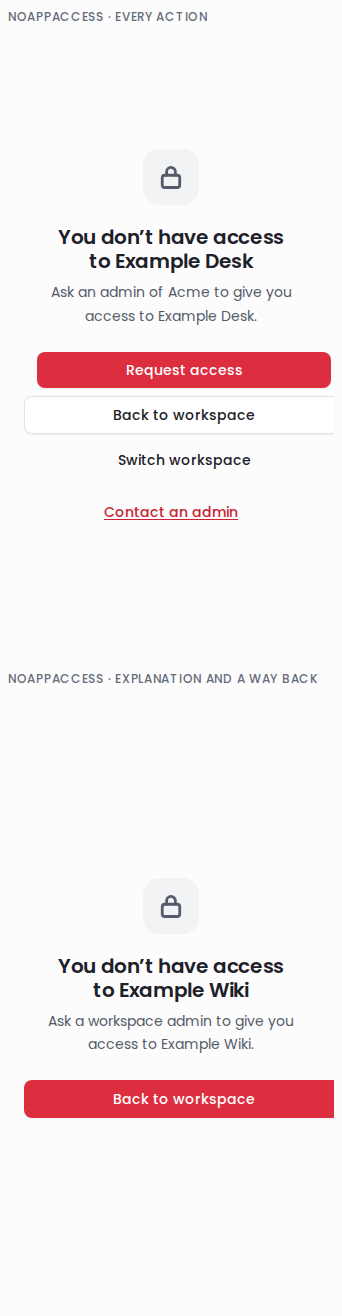 NOAPPACCESS · EVERY ACTION
You don’t have access
to Example Desk
Ask an admin of Acme to give you
access to Example Desk.
Request access
Back to workspace
Switch workspace
Contact an admin
NOAPPACCESS · EXPLANATION AND A WAY BACK
You don’t have access
to Example Wiki
Ask a workspace admin to give you
access to Example Wiki.
Back to workspace